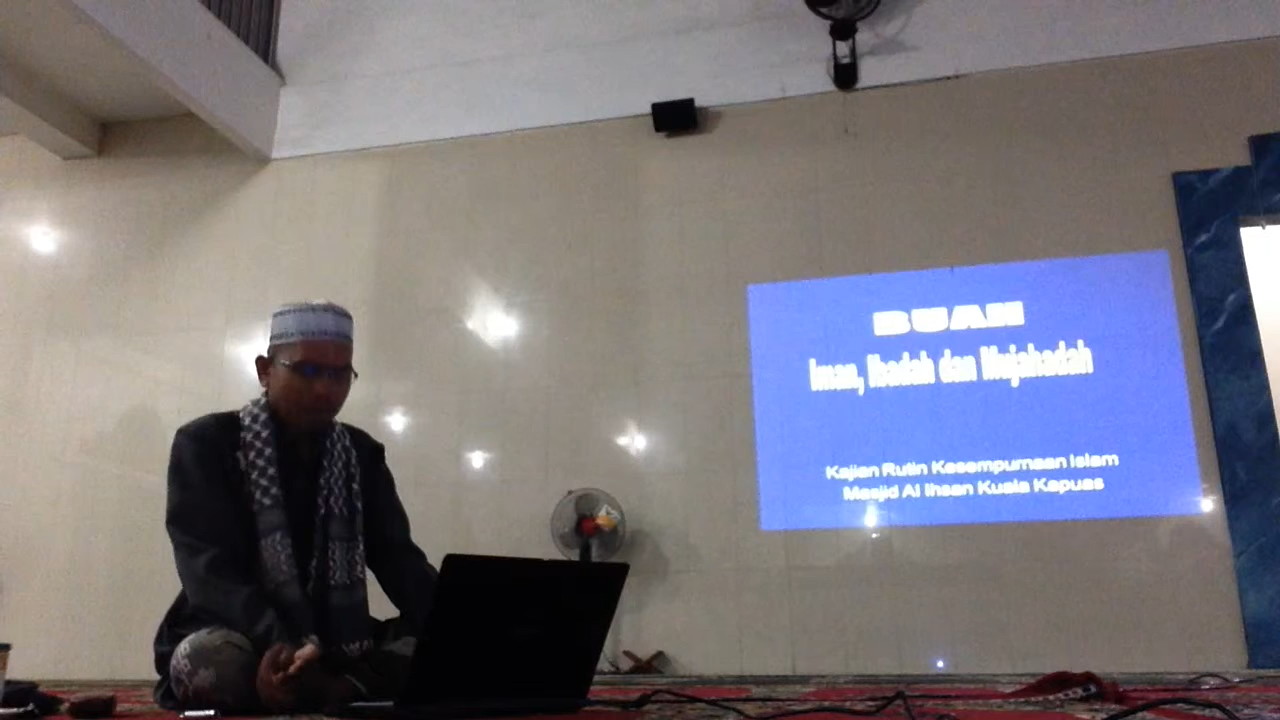 BUAH
Iman, Ibadah dan Mujahadah
Kajian Rutin Kesempurnaan Islam
Masjid Al Ihsan Kuala Kapuas